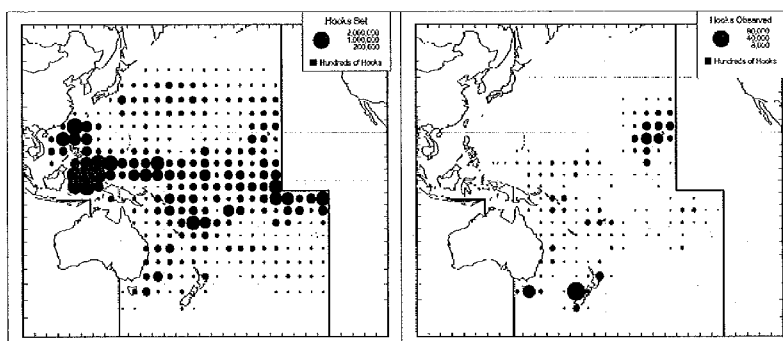 Hooks Set
2,000,000
1,000,000
200,000
Hundreds of Hooks
Hooks Observed
80,000
40,000
8,000
Hundreds of Hooks